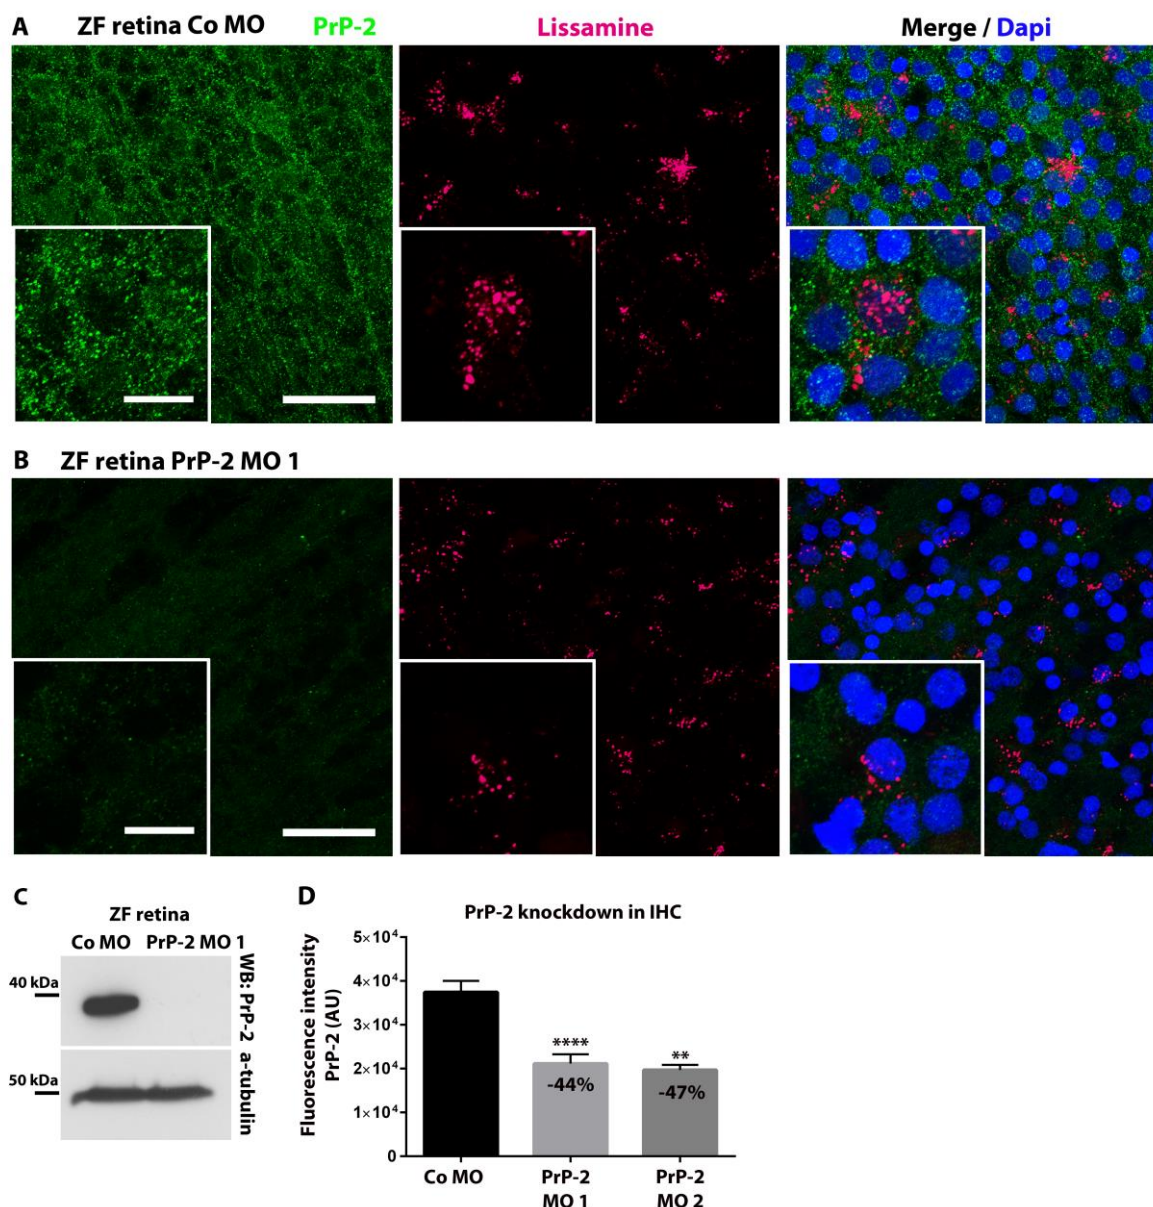 A ZF retina Co MO PrP-2 Lissamine Merge / Dapi
B ZF retina PrP-2 MO 1
C
ZF retina
Co MO PrP-2 MO 1
40 kDa
50 kDa
WB: PrP-2 a-tubulin
D
PrP-2 knockdown in IHC
Fluorescence intensity
PrP-2 (AU)
5×10⁴
4×10⁴
3×10⁴
2×10⁴
1×10⁴
0
****
**
-44%
-47%
Co MO PrP-2 PrP-2
MO 1 MO 2